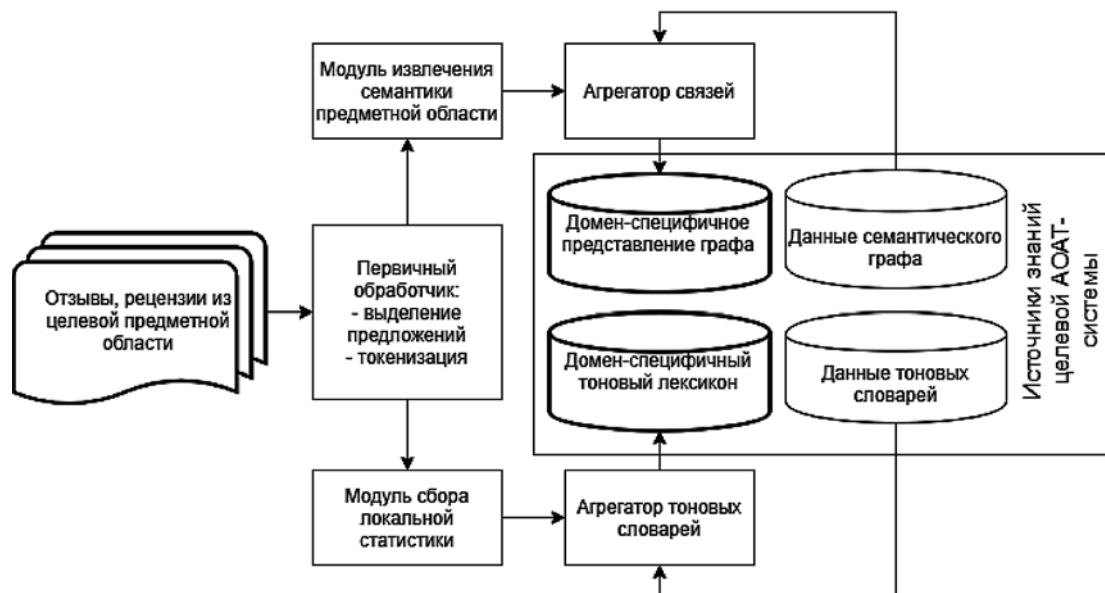 Модуль извлечения
семантики
предметной области
Агрегатор связей
Отзывы, рецензии из
целевой предметной
области
Первичный
обработчик:
- выделение
предложений
- токенизация
Домен-специфичное
представление графа
Данные семантического
графа
Домен-специфичный
тоновый лексикон
Данные тоновых
словарей
Источники знаний
целевой АОАТ-
системы
Модуль сбора
локальной
статистики
Агрегатор тоновых
словарей